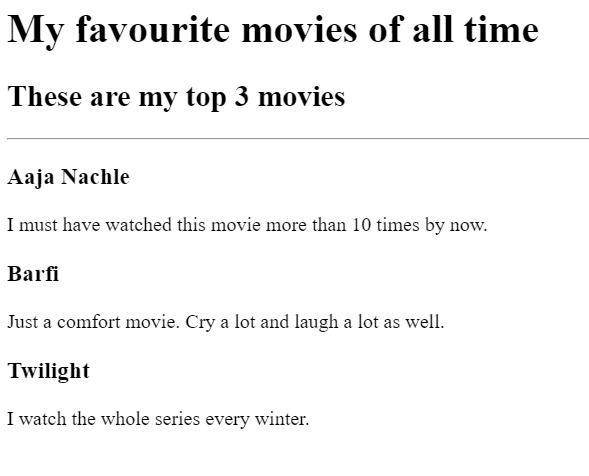 My favourite movies of all time
These are my top 3 movies
Aaja Nachle
I must have watched this movie more than 10 times by now.
Barfi
Just a comfort movie. Cry a lot and laugh a lot as well.
Twilight
I watch the whole series every winter.